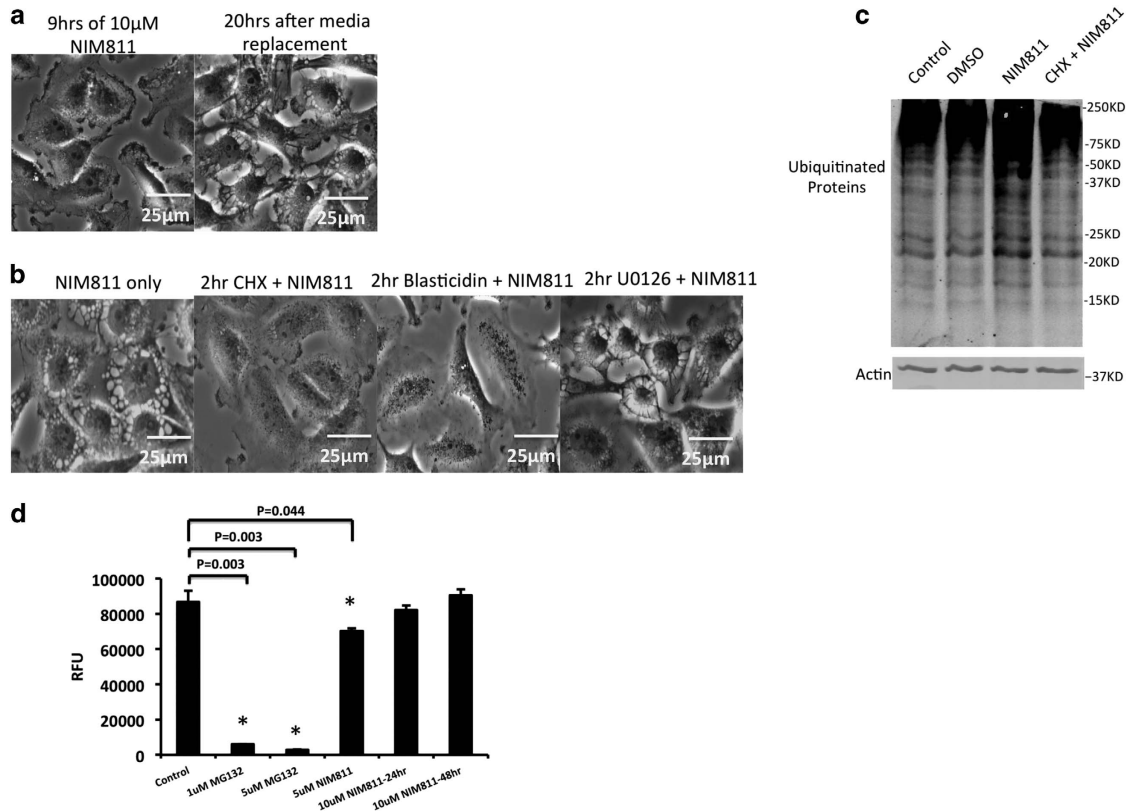 a
9hrs of 10μM
NIM811
20hrs after media
replacement
25μm
25μm
b
NIM811 only
2hr CHX + NIM811
2hr Blasticidin + NIM811
2hr U0126 + NIM811
25μm
25μm
25μm
25μm
c
Control
DMSO
NIM811
CHX + NIM811
Ubiquitinated
Proteins
-250KD
-75KD
-50KD
-37KD
-25KD
-20KD
-15KD
Actin
-37KD
d
P=0.044
P=0.003
P=0.003
RFU
100000
80000
60000
40000
20000
0
*
*
*
Control
1uM MG132
5uM MG132
5uM NIM811
10uM NIM811-24hr
10uM NIM811-48hr